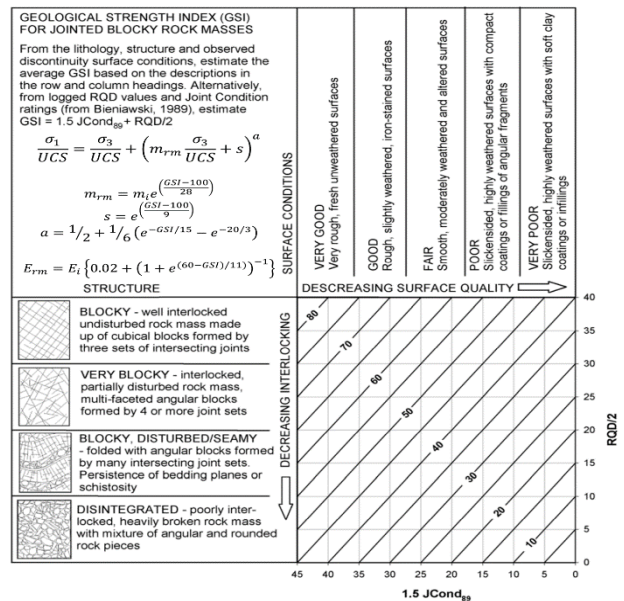 GEOLOGICAL STRENGTH INDEX (GSI)
FOR JOINTED BLOCKY ROCK MASSES
From the lithology, structure and observed
discontinuity surface conditions, estimate the
average GSI based on the descriptions in
the row and column headings. Alternatively,
from logged RQD values and Joint Condition
ratings (from Bieniawski, 1989), estimate
GSI = 1.5 JCond₈₉+ RQD/2
σ₁/UCS = σ₃/UCS + (mᵣₘ σ₃/UCS + s)^a
mᵣₘ = mᵢe^((GSI-100)/28)
s = e^((GSI-100)/9)
a = 1/2 + 1/6 (e^-GSI/15 − e^-20/3)
Eᵣₘ = Eᵢ {0.02 + (1 + e^(60-GSI)/11)⁻¹}
STRUCTURE
SURFACE CONDITIONS
VERY GOOD
Very rough, fresh unweathered surfaces
GOOD
Rough, slightly weathered, iron-stained surfaces
FAIR
Smooth, moderately weathered and altered surfaces
POOR
Slickensided, highly weathered surfaces with compact
coatings or fillings of angular fragments
VERY POOR
Slickensided, highly weathered surfaces with soft clay
coatings or infillings
DESCREASING SURFACE QUALITY
BLOCKY - well interlocked
undisturbed rock mass made
up of cubical blocks formed by
three sets of intersecting joints
VERY BLOCKY - interlocked,
partially disturbed rock mass,
multi-faceted angular blocks
formed by 4 or more joint sets
BLOCKY, DISTURBED/SEAMY
- folded with angular blocks formed
by many intersecting joint sets.
Persistence of bedding planes or
schistosity
DISINTEGRATED - poorly inter-
locked, heavily broken rock mass
with mixture of angular and rounded
rock pieces
DECREASING INTERLOCKING
80
70
60
50
40
30
20
10
40
35
30
25
20
15
10
5
0
RQD/2
45 40 35 30 25 20 15 10 5 0
1.5 JCond₈₉